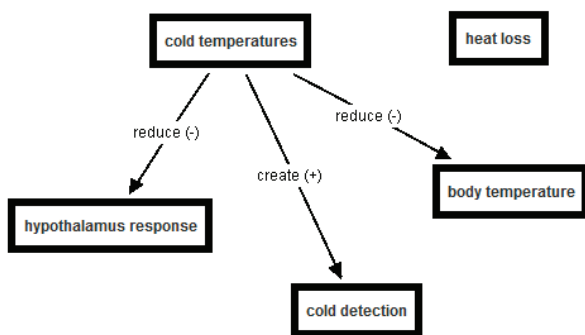 cold temperatures
heat loss
reduce (-)
reduce (-)
create (+)
body temperature
hypothalamus response
cold detection